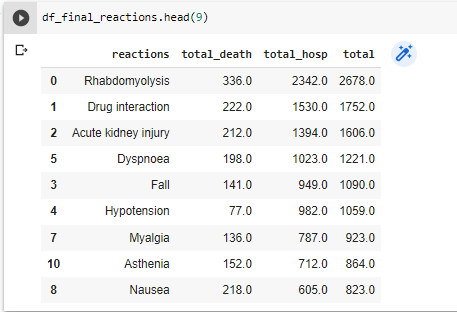 df_final_reactions.head(9)
reactions total_death total_hosp total
0 Rhabdomyolysis 336.0 2342.0 2678.0
1 Drug interaction 222.0 1530.0 1752.0
2 Acute kidney injury 212.0 1394.0 1606.0
5 Dyspnoea 198.0 1023.0 1221.0
3 Fall 141.0 949.0 1090.0
4 Hypotension 77.0 982.0 1059.0
7 Myalgia 136.0 787.0 923.0
10 Asthenia 152.0 712.0 864.0
8 Nausea 218.0 605.0 823.0